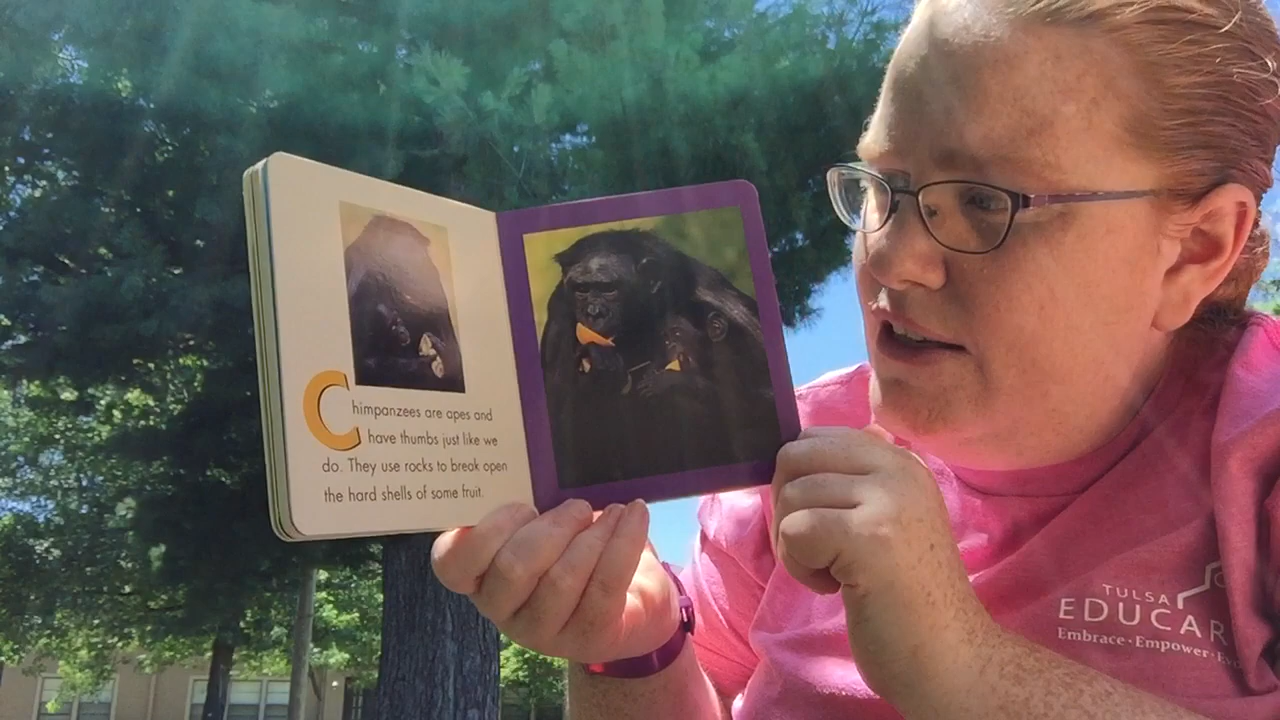 Chimpanzees are apes and
have thumbs just like we
do. They use rocks to break open
the hard shells of some fruit.
TULSA
EDUCAR
Embrace · Empower ·